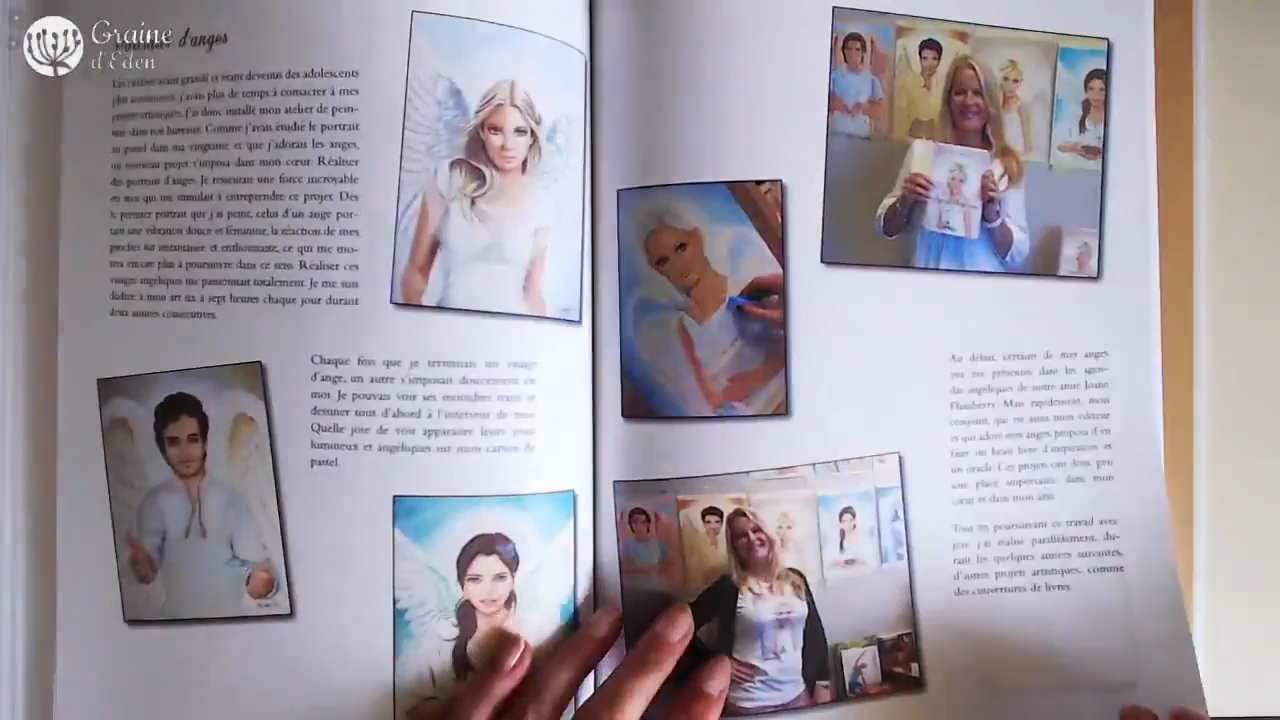 Graine
d'Eden
d'anges
Les enfants ayant grandi et étant devenus des adolescents
plus autonomes, j'avais plus de temps à consacrer à mes
projets artistiques. J'ai donc installé mon atelier de pein-
ture dans nos bureaux. Comme j'avais étudié le portrait
au pastel dans ma vingtaine et que j'adorais les anges,
un nouveau projet s'imposa dans mon cœur. Réaliser
des portraits d'anges. Je ressentais une force incroyable
en moi qui me stimulait à entreprendre ce projet. Dès
le premier portrait que j'ai peint, celui d'un ange por-
tant une vibration douce et féminine, la réaction de mes
proches fut instantanée et enthousiaste, ce qui me mo-
tiva encore plus à poursuivre dans ce sens. Réaliser ces
visages angéliques me passionnait totalement. Je me suis
dédiée à mon art six à sept heures chaque jour durant
deux années consécutives.
Chaque fois que je terminais un visage
d'ange, un autre s'imposait doucement en
moi. Je pouvais voir ses moindres traits et
dessiner tout d'abord à l'intérieur de moi.
Quelle joie de voir apparaître leurs yeux
lumineux et angéliques sur mon carton de
pastel.
Au début, certains de mes anges
ont été présentés dans les agen-
das angéliques de notre amie Joane
Flansberry. Mais rapidement, mon
conjoint, qui est aussi mon éditeur
et qui adore mes anges, proposa d'en
faire un beau livre d'inspiration et
un oracle. Ces projets ont donc pris
une place importante dans mon
cœur et dans mon âme.
Tout en poursuivant ce travail avec
joie, j'ai réalisé parallèlement, du-
rant les quelques années suivantes,
d'autres projets artistiques, comme
des couvertures de livres.